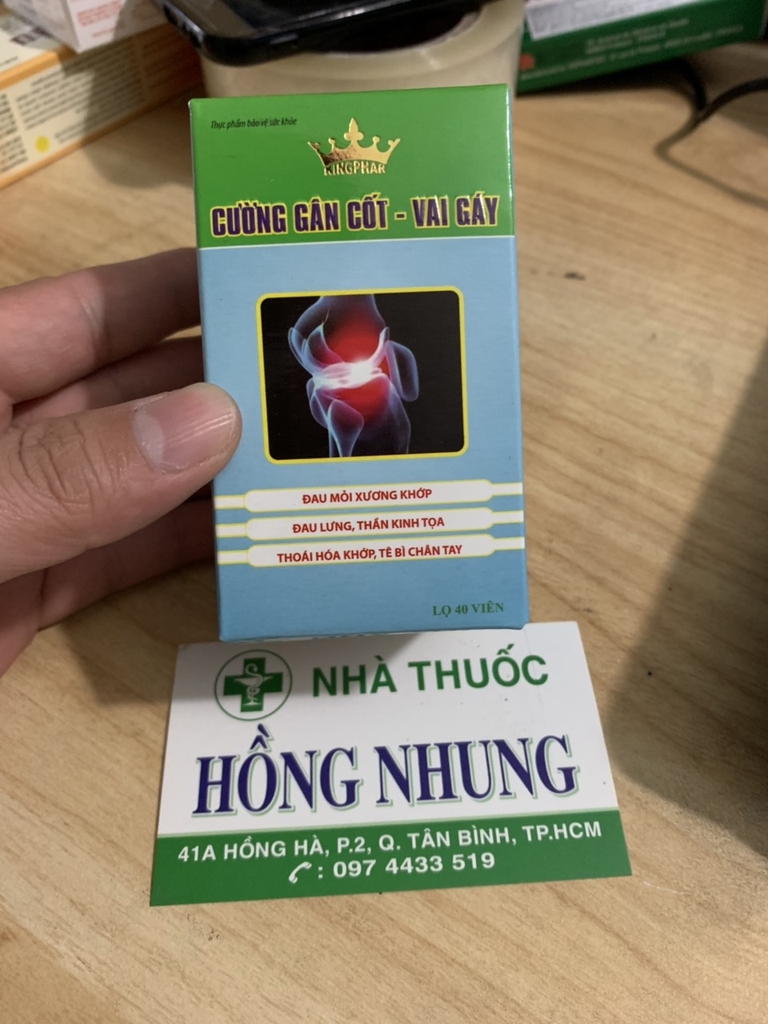 Thực phẩm bảo vệ sức khỏe
KINGPHAR
CƯỜNG GÂN CỐT - VAI GÁY
ĐAU MỎI XƯƠNG KHỚP
ĐAU LƯNG, THẦN KINH TỌA
THOÁI HÓA KHỚP, TÊ BÌ CHÂN TAY
LỌ 40 VIÊN
NHÀ THUỐC
HỒNG NHUNG
41A HỒNG HÀ, P.2, Q. TÂN BÌNH, TP.HCM
: 097 4433 519